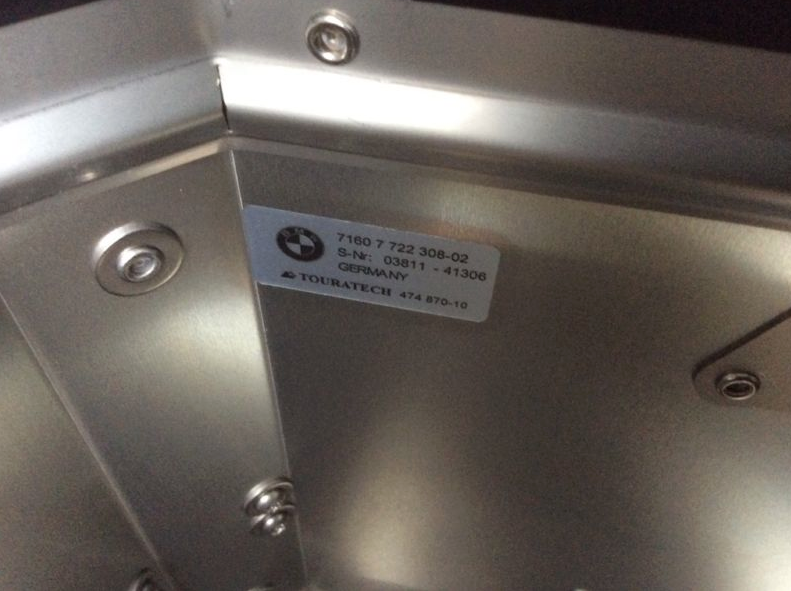 7160 7 722 308-02
S-Nr: 03811 - 41306
GERMANY
TOURATECH 474 870-10